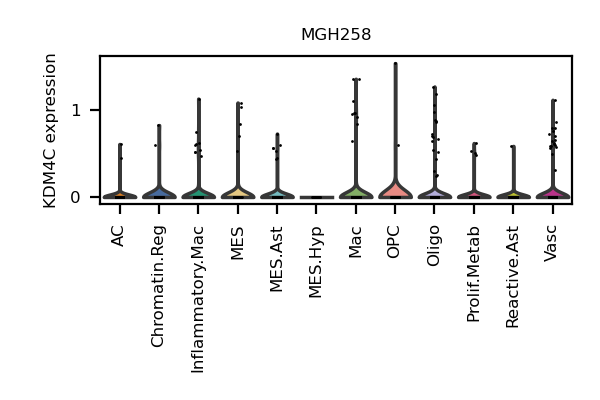 MGH258
KDM4C expression
1
0
AC
Chromatin.Reg
Inflammatory.Mac
MES
MES.Ast
MES.Hyp
Mac
OPC
Oligo
Prolif.Metab
Reactive.Ast
Vasc